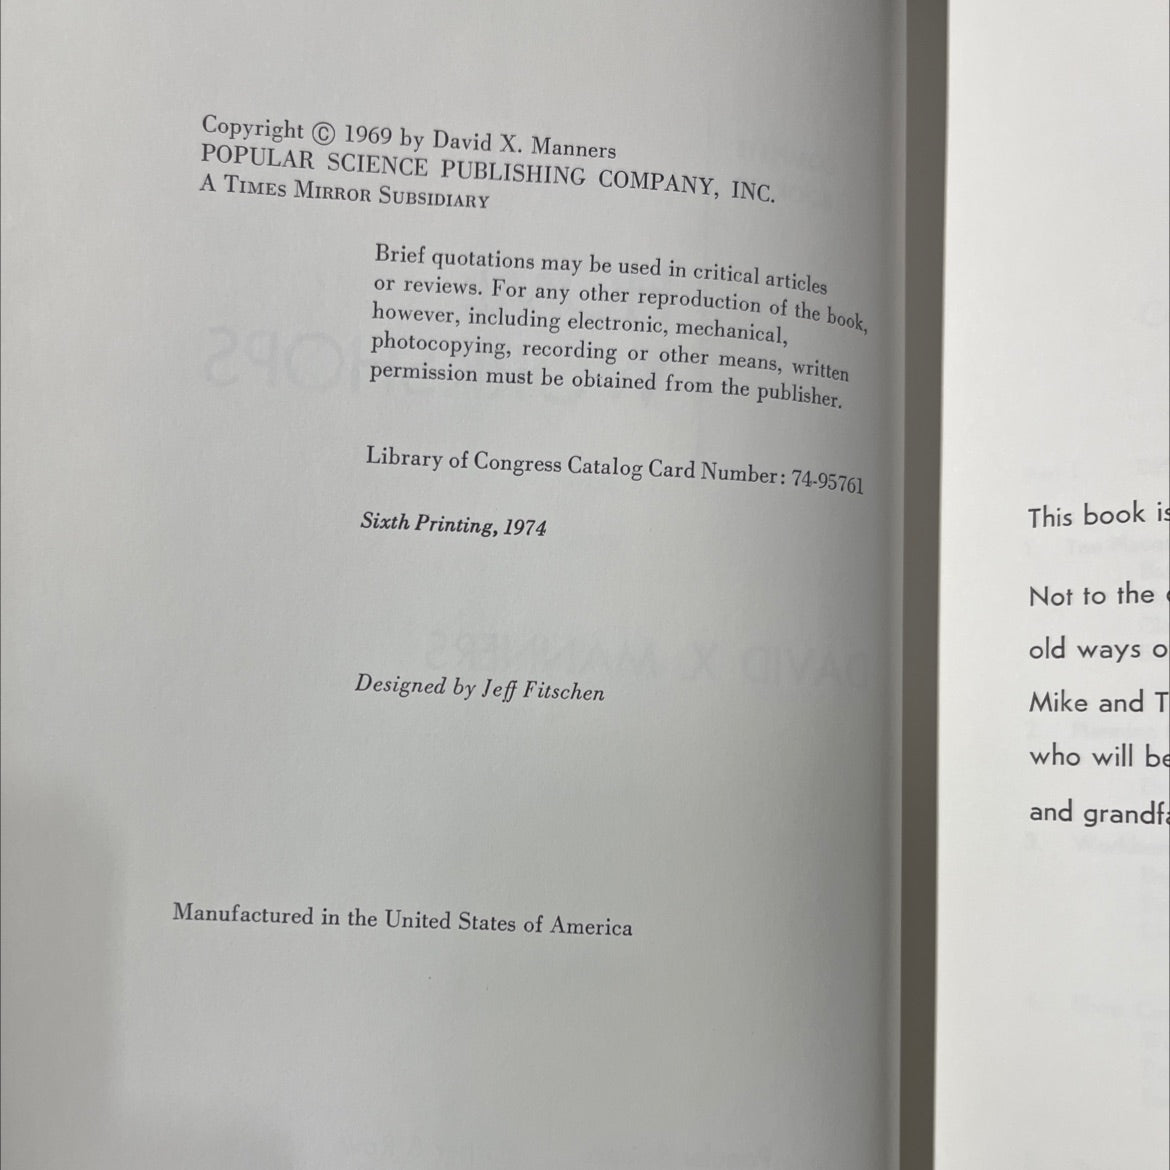 Copyright © 1969 by David X. Manners
POPULAR SCIENCE PUBLISHING COMPANY, INC.
A TIMES MIRROR SUBSIDIARY
Brief quotations may be used in critical articles
or reviews. For any other reproduction of the book,
however, including electronic, mechanical,
photocopying, recording or other means, written
permission must be obtained from the publisher.
Library of Congress Catalog Card Number: 74-95761
Sixth Printing, 1974
Designed by Jeff Fitschen
Manufactured in the United States of America
This book is
Not to the
old ways
Mike and
who will
and